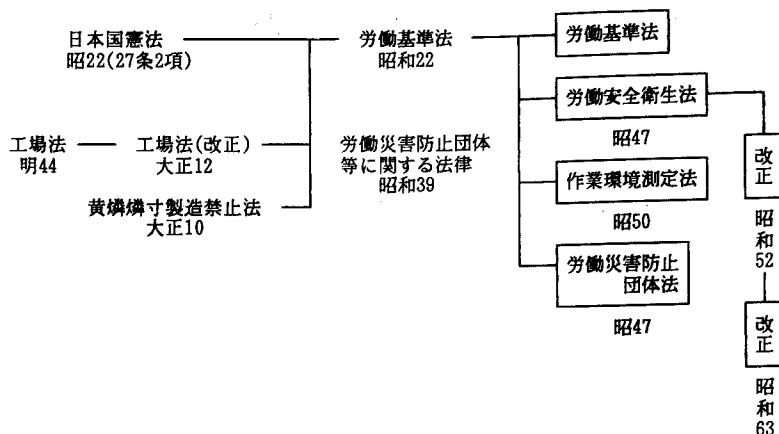 日本国憲法
昭22(27条2項)
工場法
明44
工場法(改正)
大正12
黄燐燐寸製造禁止法
大正10
労働基準法
昭和22
労働災害防止団体
等に関する法律
昭和39
労働基準法
労働安全衛生法
昭47
作業環境測定法
昭50
労働災害防止
団体法
昭47
改正
昭和
52
改正
昭和
63